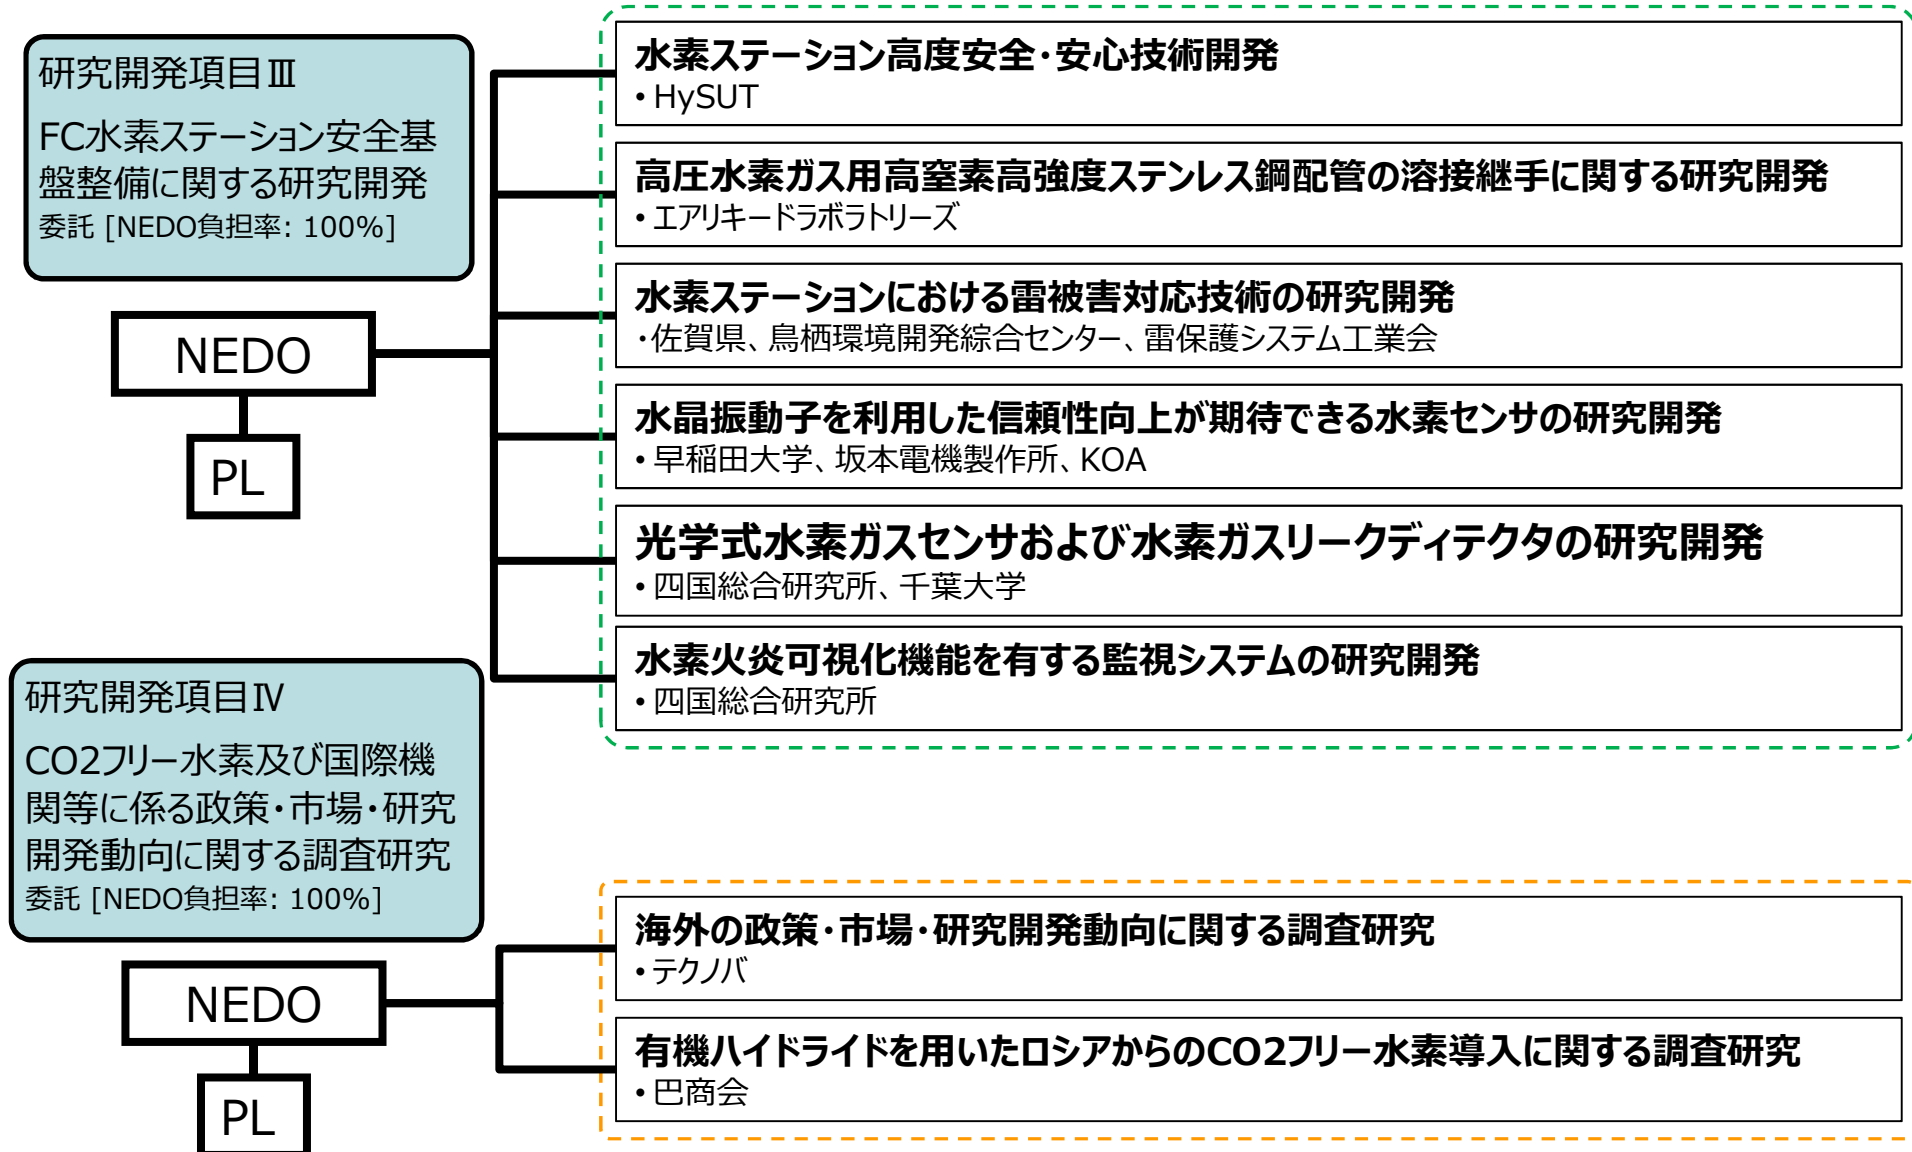 研究開発項目Ⅲ
FC水素ステーション安全基
盤整備に関する研究開発
委託 [NEDO負担率: 100%]
NEDO
PL
水素ステーション高度安全・安心技術開発
• HySUT
高圧水素ガス用高窒素高強度ステンレス鋼配管の溶接継手に関する研究開発
• エアリキードラボラトリーズ
水素ステーションにおける雷被害対応技術の研究開発
・佐賀県、鳥栖環境開発綜合センター、雷保護システム工業会
水晶振動子を利用した信頼性向上が期待できる水素センサの研究開発
• 早稲田大学、坂本電機製作所、KOA
光学式水素ガスセンサおよび水素ガスリークディテクタの研究開発
• 四国総合研究所、千葉大学
水素火炎可視化機能を有する監視システムの研究開発
• 四国総合研究所
研究開発項目Ⅳ
CO2フリー水素及び国際機
関等に係る政策・市場・研究
開発動向に関する調査研究
委託 [NEDO負担率: 100%]
NEDO
PL
海外の政策・市場・研究開発動向に関する調査研究
• テクノバ
有機ハイドライドを用いたロシアからのCO2フリー水素導入に関する調査研究
• 巴商会